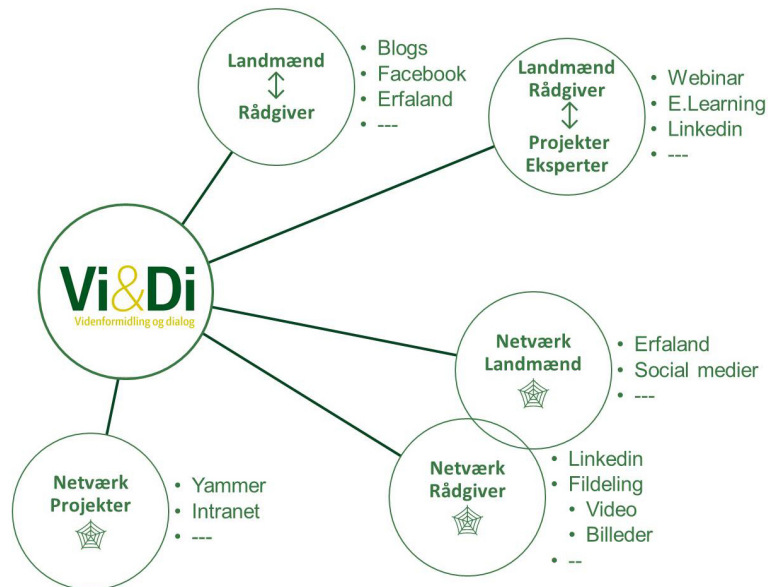 Landmænd
Rådgiver
• Blogs
• Facebook
• Erfaland
• ---
Landmænd
Rådgiver
Projekter
Eksperter
• Webinar
• E.Learning
• Linkedin
• ---
Vi&Di
Videnformidling og dialog
Netværk
Landmænd
• Erfaland
• Social medier
• ---
Netværk
Rådgiver
• Linkedin
• Fildeling
• Video
• Billeder
• --
Netværk
Projekter
• Yammer
• Intranet
• ---